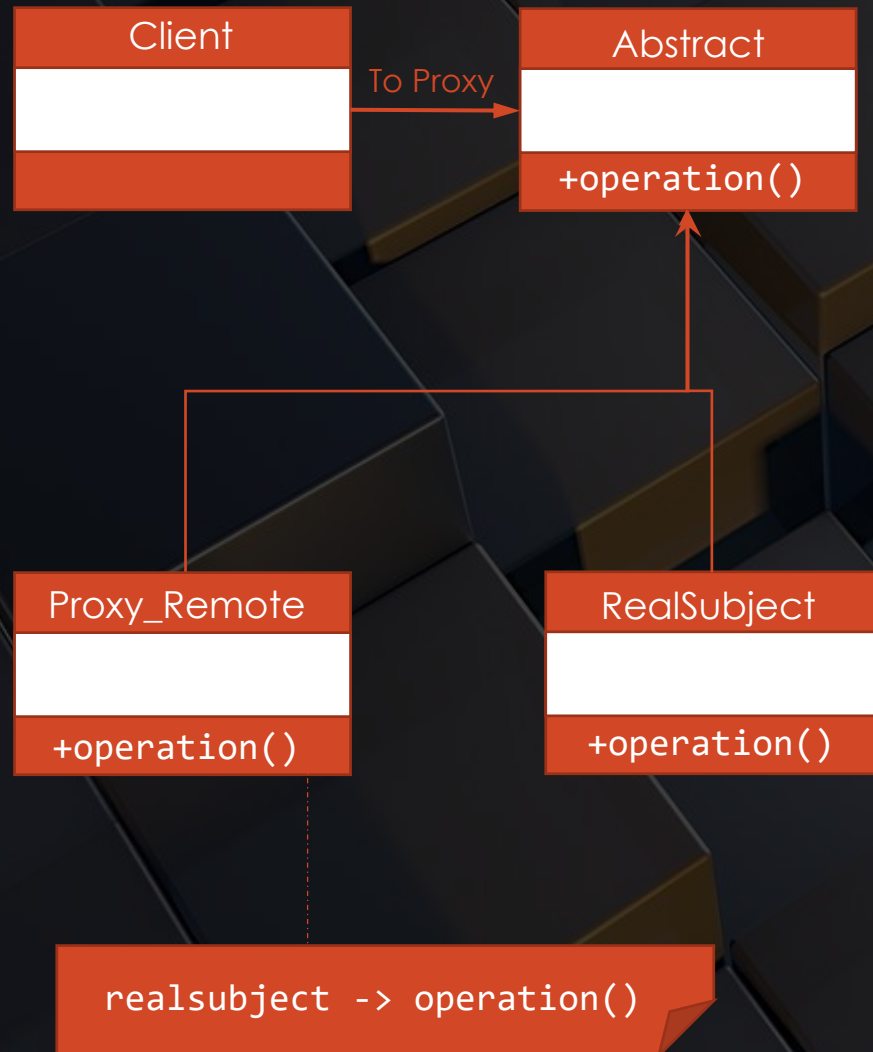 Client
Abstract
To Proxy
+operation()
Proxy_Remote
RealSubject
+operation()
+operation()
realsubject -> operation()